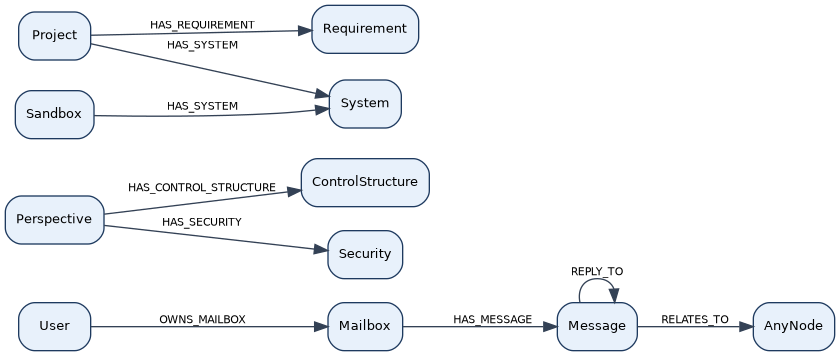 Project
HAS_REQUIREMENT
Requirement
HAS_SYSTEM
System
Sandbox
HAS_SYSTEM
Perspective
HAS_CONTROL_STRUCTURE
ControlStructure
HAS_SECURITY
Security
User
OWNS_MAILBOX
Mailbox
HAS_MESSAGE
REPLY_TO
Message
RELATES_TO
AnyNode